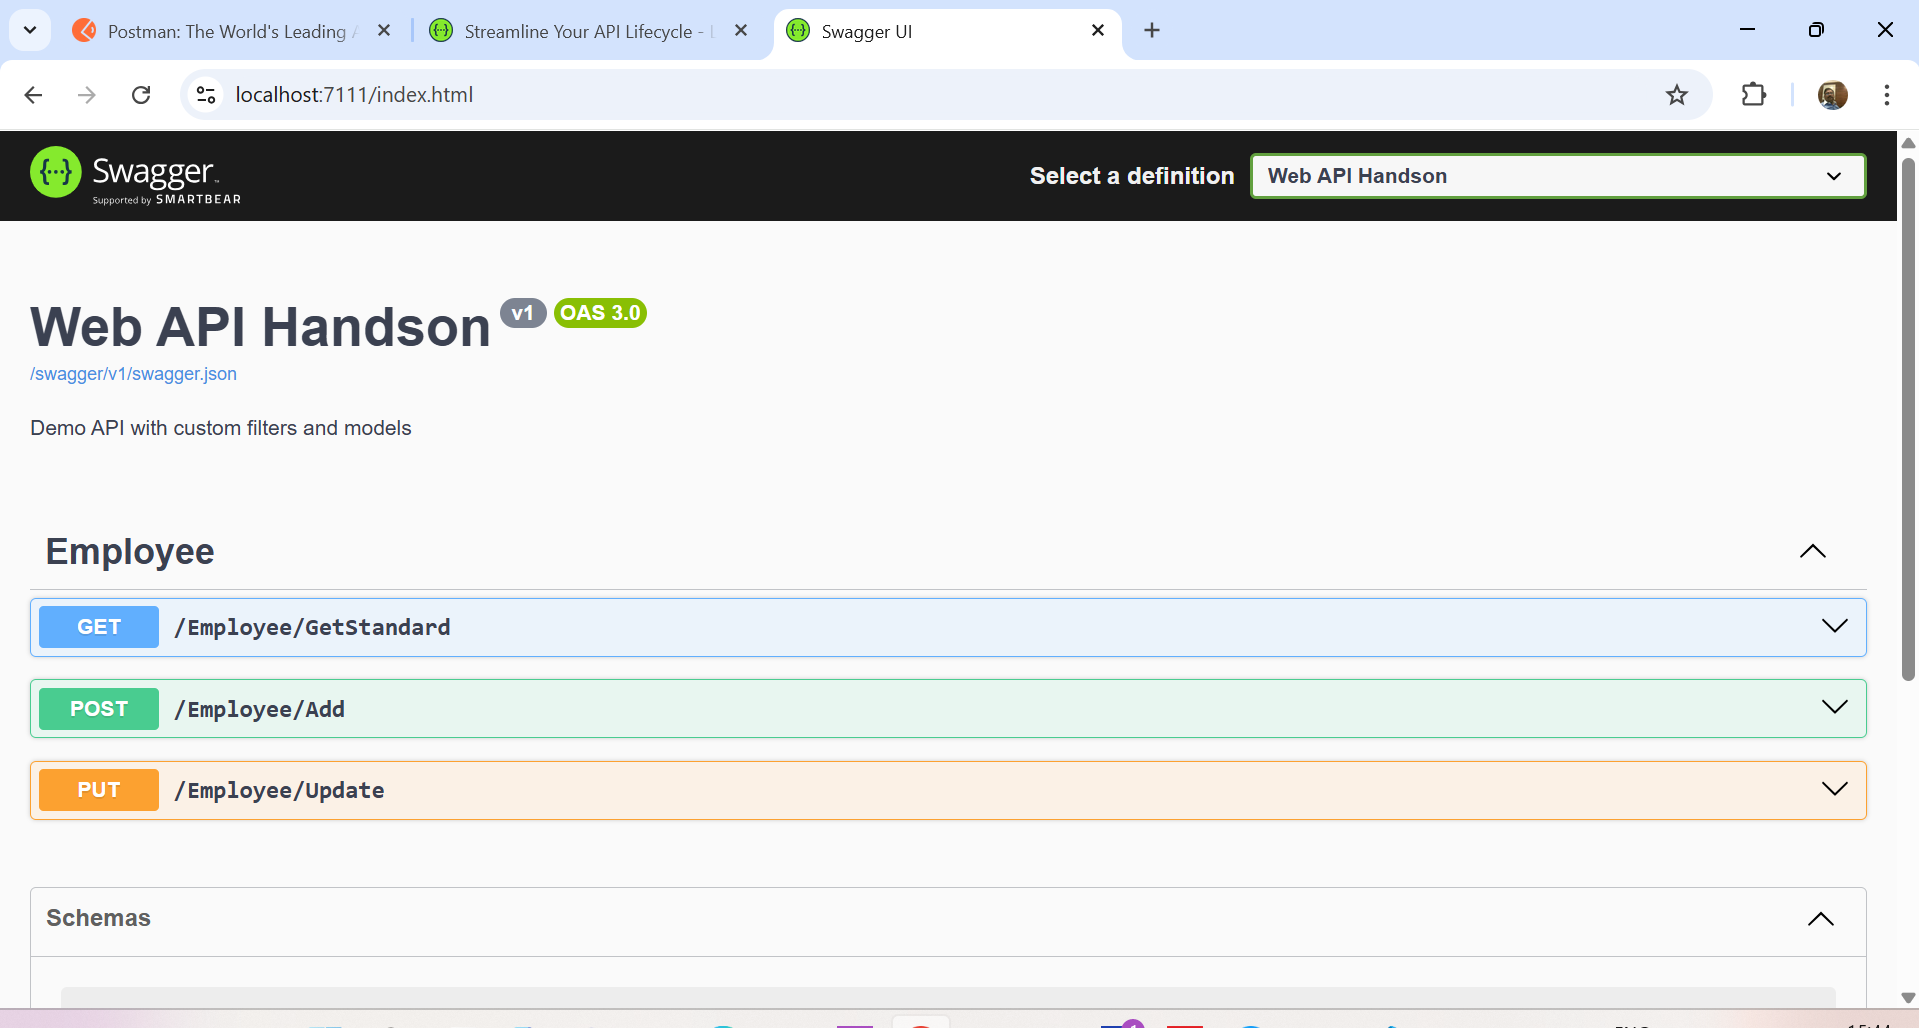 Postman: The World's Leading
Streamline Your API Lifecycle -
Swagger UI
localhost:7111/index.html
Swagger
Supported by SMARTBEAR
Select a definition
Web API Handson
Web API Handson v1 OAS 3.0
/swagger/v1/swagger.json
Demo API with custom filters and models
Employee
GET /Employee/GetStandard
POST /Employee/Add
PUT /Employee/Update
Schemas